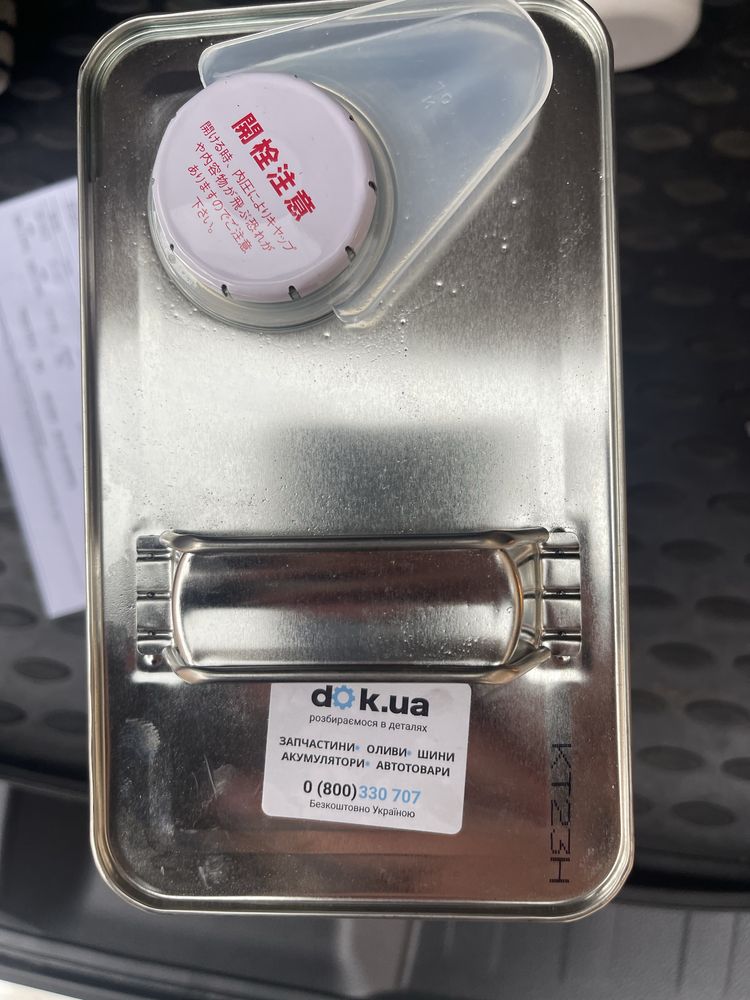 開栓注意
開ける時、内圧によりキャップ
や内容物が飛ぶ恐れが
ありますのでご注意
下さい。
dok.ua
розбираємося в деталях
ЗАПЧАСТИНИ• ОЛИВИ• ШИНИ
АКУМУЛЯТОРИ• АВТОТОВАРИ
0 (800) 330 707
Безкоштовно Україною
KT23H